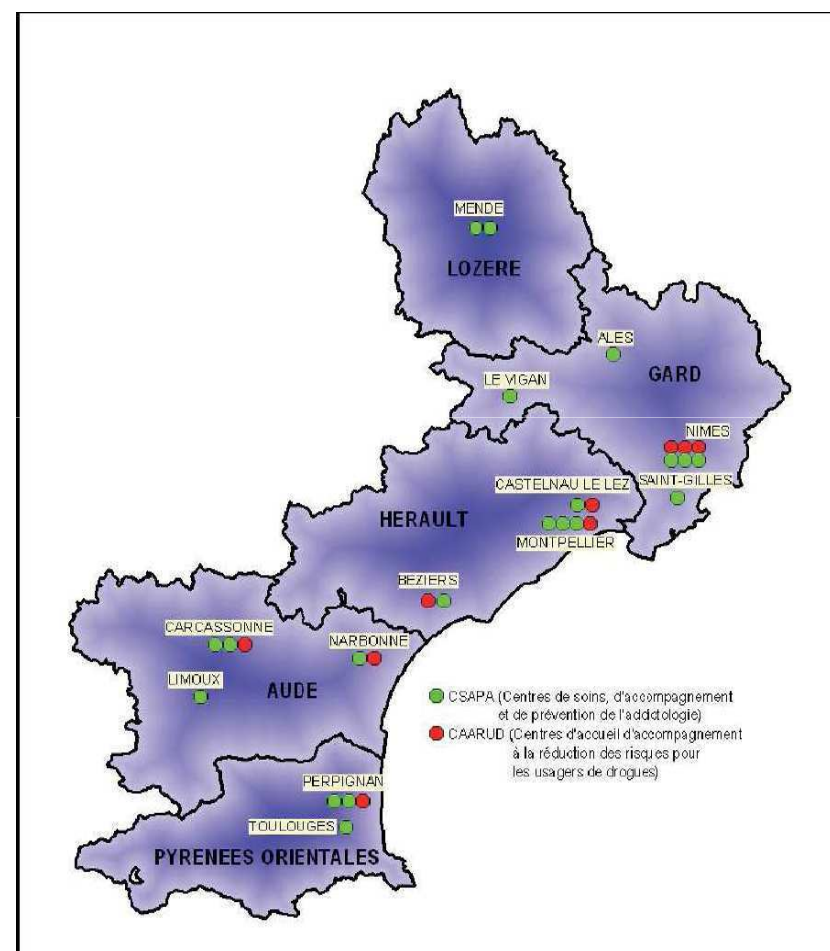 MENDE
LOZERE
ALES
GARD
LE VIGAN
NIMES
SAINT-GILLES
CASTELNAU LE LEZ
HERAULT
MONTPELLIER
BEZIERS
CARCASSONNE
NARBONNE
LIMOUX
AUDE
CSAPA (Centres de soins, d'accompagnement
et de prévention de l'addictologie)
CAARUD (Centres d'accueil d'accompagnement
à la réduction des risques pour
les usagers de drogues)
PERPIGNAN
TOULOUGES
PYRENEES ORIENTALES